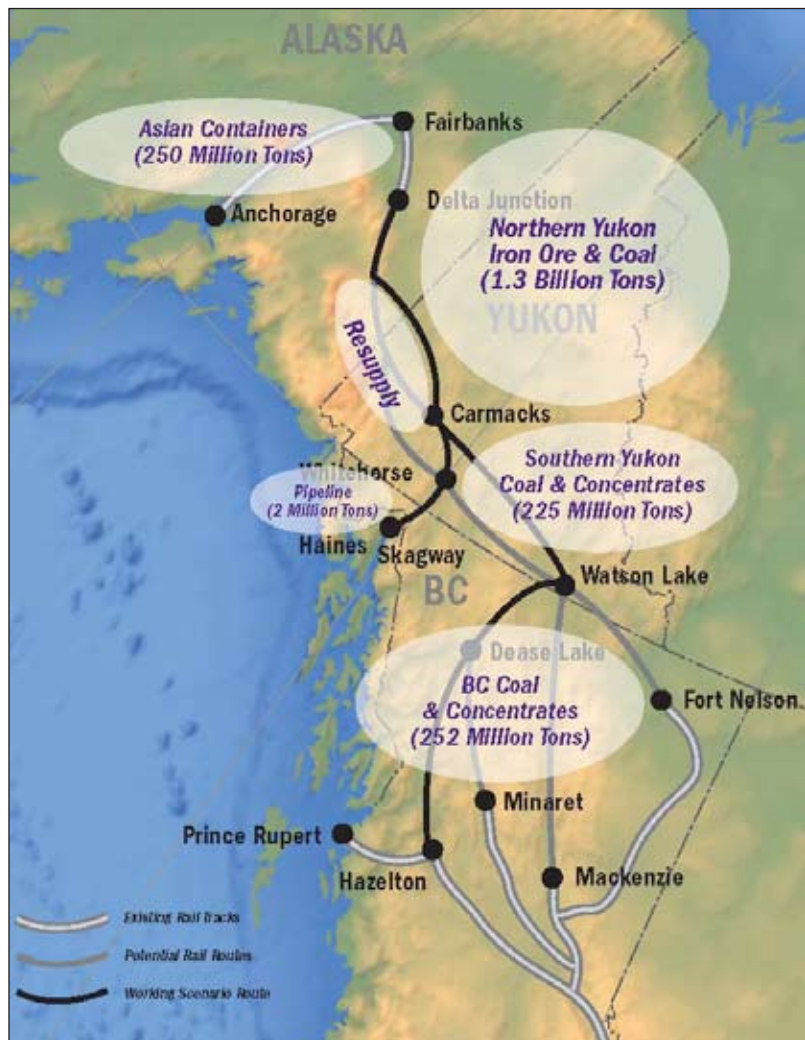 ALASKA
Asian Containers
(250 Million Tons)
Fairbanks
Anchorage
Delta Junction
Northern Yukon
Iron Ore & Coal
(1.3 Billion Tons)
YUKON
Resupply
Carmacks
Whitehorse
Southern Yukon
Coal & Concentrates
(225 Million Tons)
Pipeline
(2 Million Tons)
Haines
Skagway
BC
Watson Lake
Dease Lake
BC Coal
& Concentrates
(252 Million Tons)
Fort Nelson
Minaret
Prince Rupert
Hazelton
Mackenzie
Existing Rail Tracks
Potential Rail Routes
Working Scenario Route